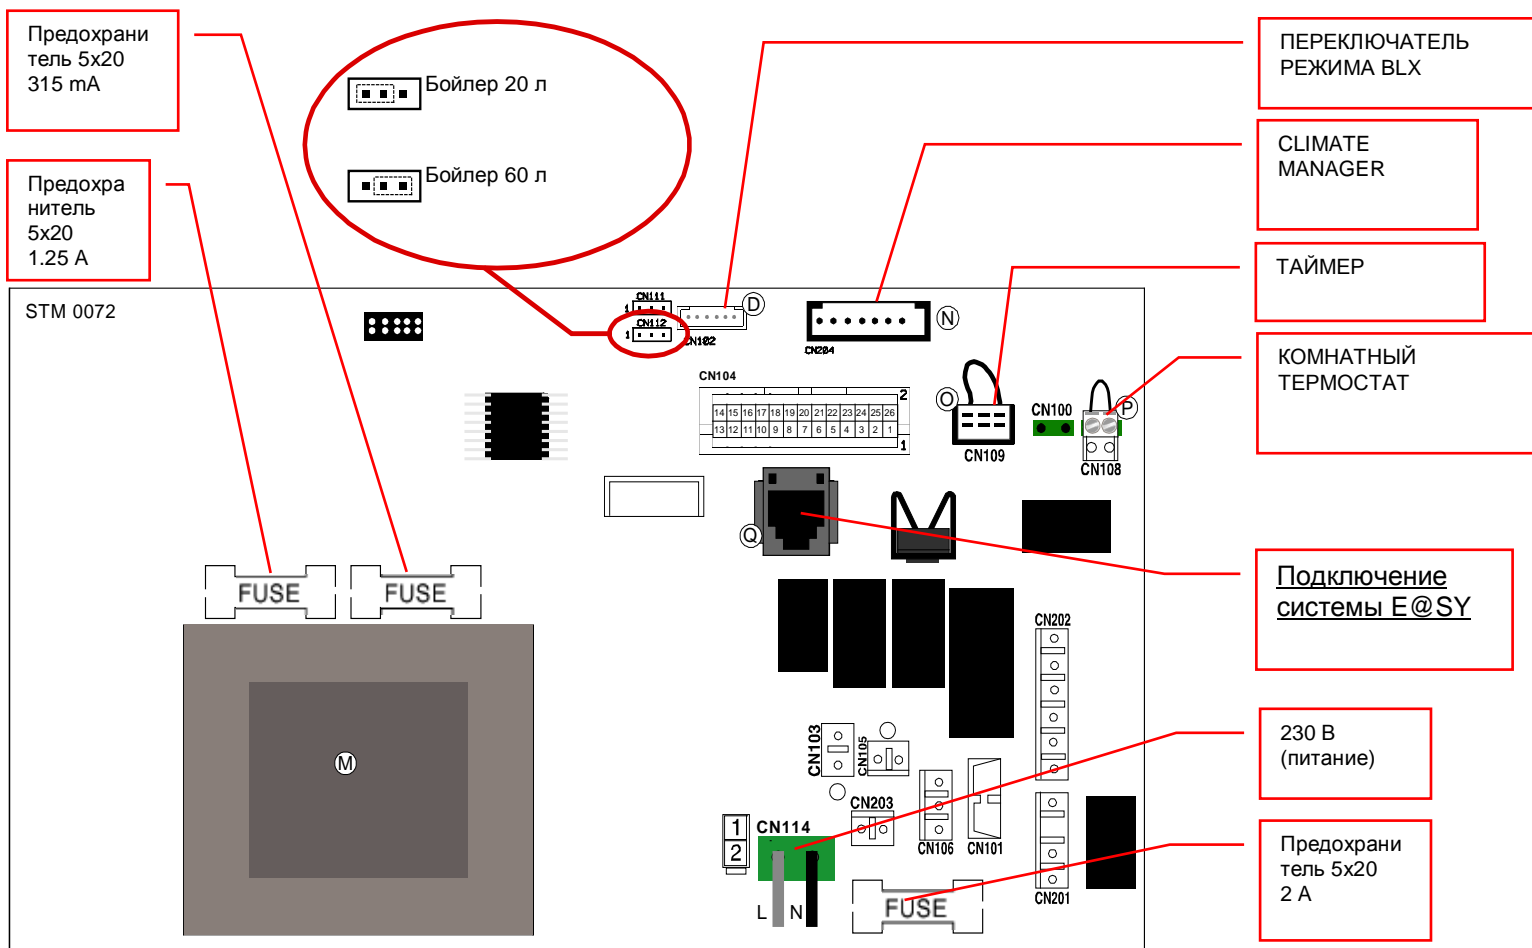 Предохрани
тель 5x20
315 mA
Предохра
нитель
5x20
1.25 A
Бойлер 20 л
Бойлер 60 л
ПЕРЕКЛЮЧАТЕЛЬ
РЕЖИМА BLX
CLIMATE
MANAGER
ТАЙМЕР
КОМНАТНЫЙ
ТЕРМОСТАТ
Подключение
системы E@SY
230 В
(питание)
Предохрани
тель 5x20
2 A
STM 0072
CN111
1
CN112
1
CN102
D
CN204
N
CN104
2
14 15 16 17 18 19 20 21 22 23 24 25 26
13 12 11 10 9 8 7 6 5 4 3 2 1
1
O
CN109
CN100
P
CN108
Q
FUSE
FUSE
M
CN202
CN103
CN105
CN203
CN106
CN101
CN201
1
2
CN114
L
N
FUSE